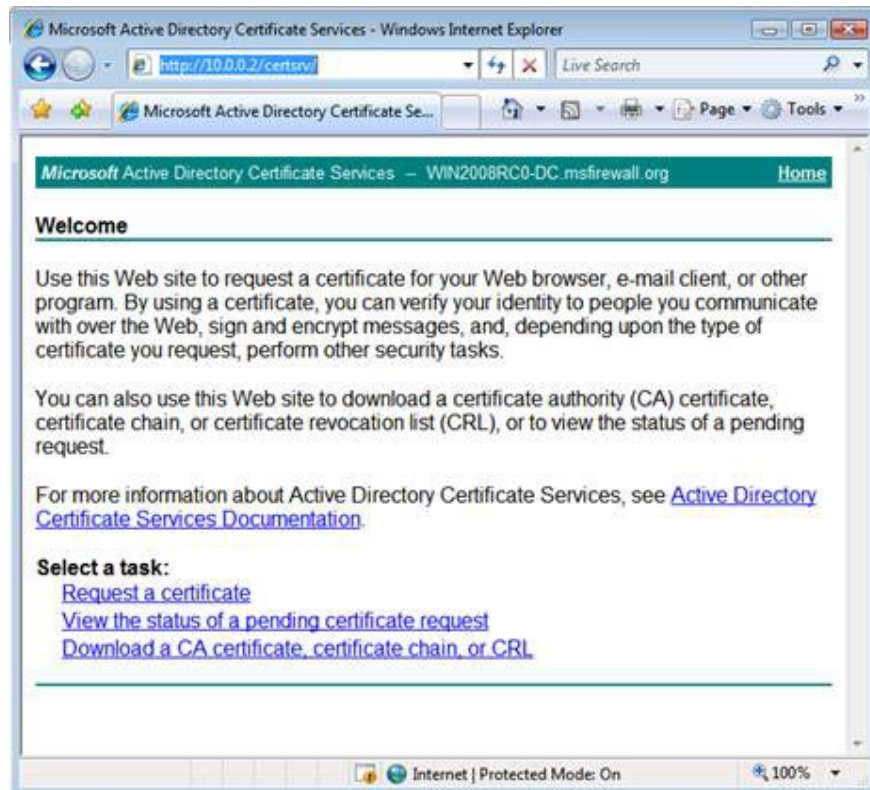 Microsoft Active Directory Certificate Services - Windows Internet Explorer
http://10.0.0.2/certsrv/
Live Search
Microsoft Active Directory Certificate Se...
Page
Tools
Microsoft Active Directory Certificate Services -- WIN2008RC0-DC.msfirewall.org Home
Welcome
Use this Web site to request a certificate for your Web browser, e-mail client, or other
program. By using a certificate, you can verify your identity to people you communicate
with over the Web, sign and encrypt messages, and, depending upon the type of
certificate you request, perform other security tasks.
You can also use this Web site to download a certificate authority (CA) certificate,
certificate chain, or certificate revocation list (CRL), or to view the status of a pending
request.
For more information about Active Directory Certificate Services, see Active Directory
Certificate Services Documentation.
Select a task:
Request a certificate
View the status of a pending certificate request
Download a CA certificate, certificate chain, or CRL
Internet | Protected Mode: On
100%